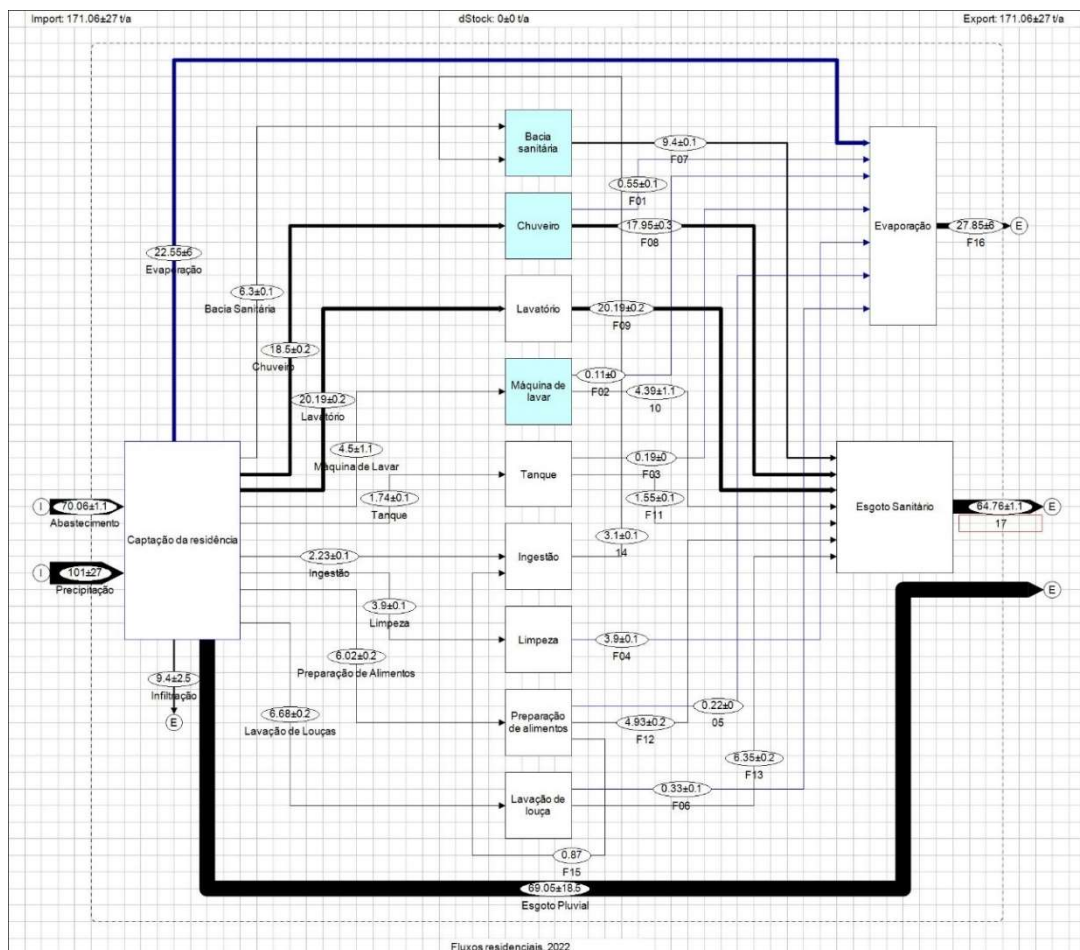 Import: 171.06±27 t/a
dStock: 0±0 t/a
Export: 171.06±27 t/a
Bacia
sanitária
9.4±0.1
F07
0.55±0.1
F01
Chuveiro
17.95±0.3
F08
Evaporação
27.85±6
F16
E
22.55±6
Evaporação
6.3±0.1
Bacia Sanitária
Lavatório
20.19±0.2
F09
18.5±0.2
Chuveiro
Máquina de
lavar
0.11±0
F02
4.39±1.1
10
20.19±0.2
Lavatório
4.5±1.1
Máquina de Lavar
Tanque
0.19±0
F03
1.74±0.1
Tanque
1.55±0.1
F11
I
70.06±1.1
Abastecimento
Captação da residência
Esgoto Sanitário
64.76±1.1
E
17
3.1±0.1
14
2.23±0.1
Ingestão
Ingestão
I
101±27
Precipitação
E
3.9±0.1
Limpeza
Limpeza
3.9±0.1
F04
6.02±0.2
Preparação de Alimentos
9.4±2.5
Infiltração
E
6.68±0.2
Lavação de Louças
Preparação
de alimentos
0.22±0
05
4.93±0.2
F12
6.35±0.2
F13
Lavação de
louça
0.33±0.1
F06
0.87
F15
69.05±18.5
Esgoto Pluvial
Fluxos residenciais, 2022